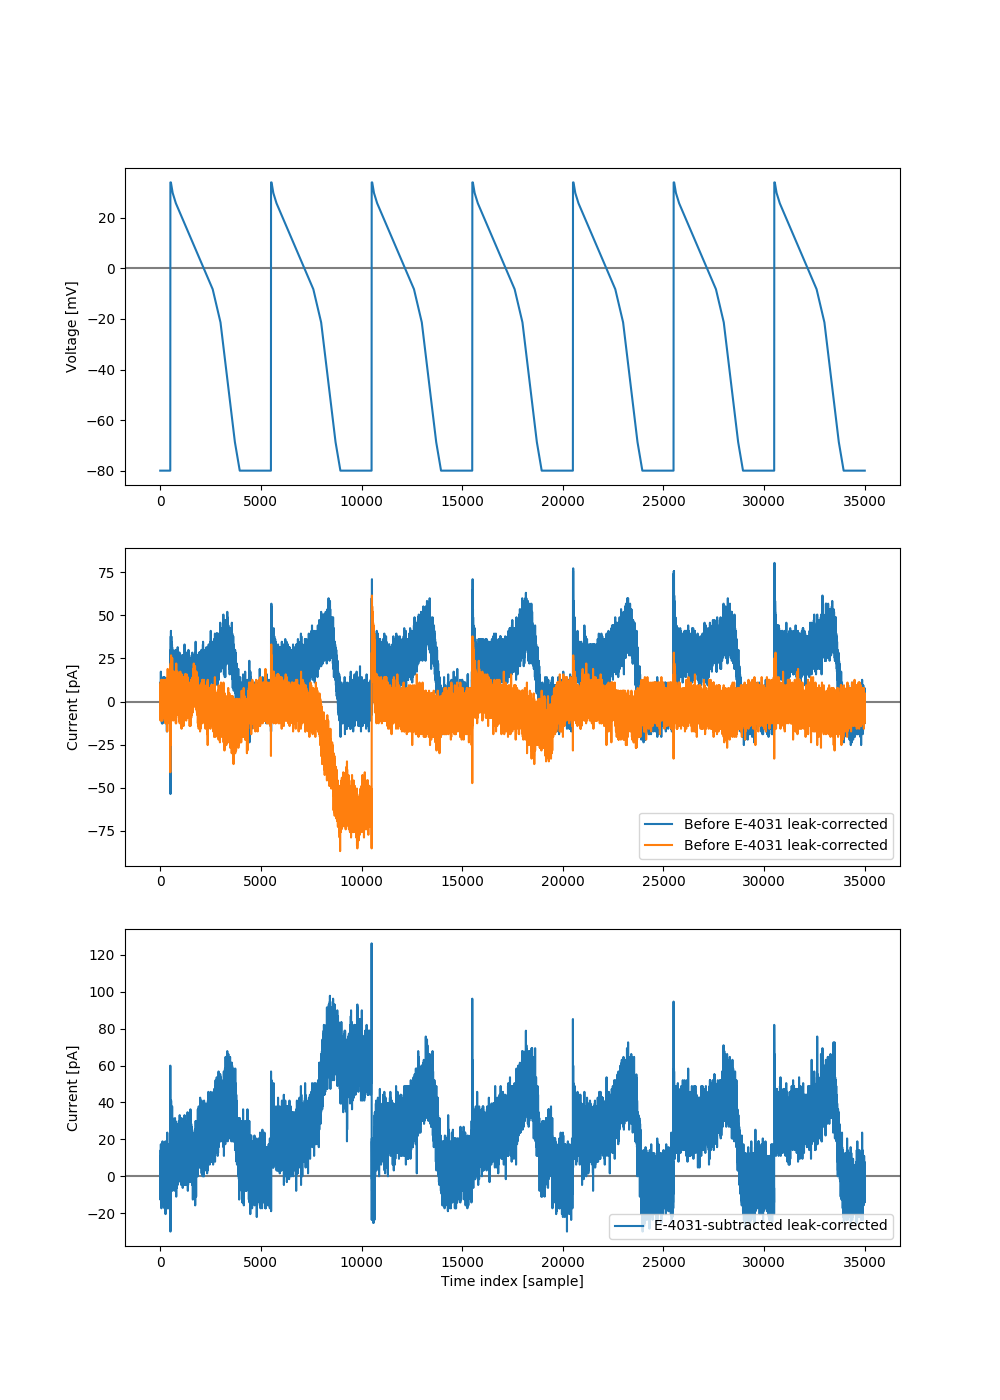 20
0
−20
−40
−60
−80
Voltage [mV]
0 5000 10000 15000 20000 25000 30000 35000
75
50
25
0
−25
−50
−75
Current [pA]
Before E-4031 leak-corrected
Before E-4031 leak-corrected
0 5000 10000 15000 20000 25000 30000 35000
120
100
80
60
40
20
0
−20
Current [pA]
E-4031-subtracted leak-corrected
0 5000 10000 15000 20000 25000 30000 35000
Time index [sample]